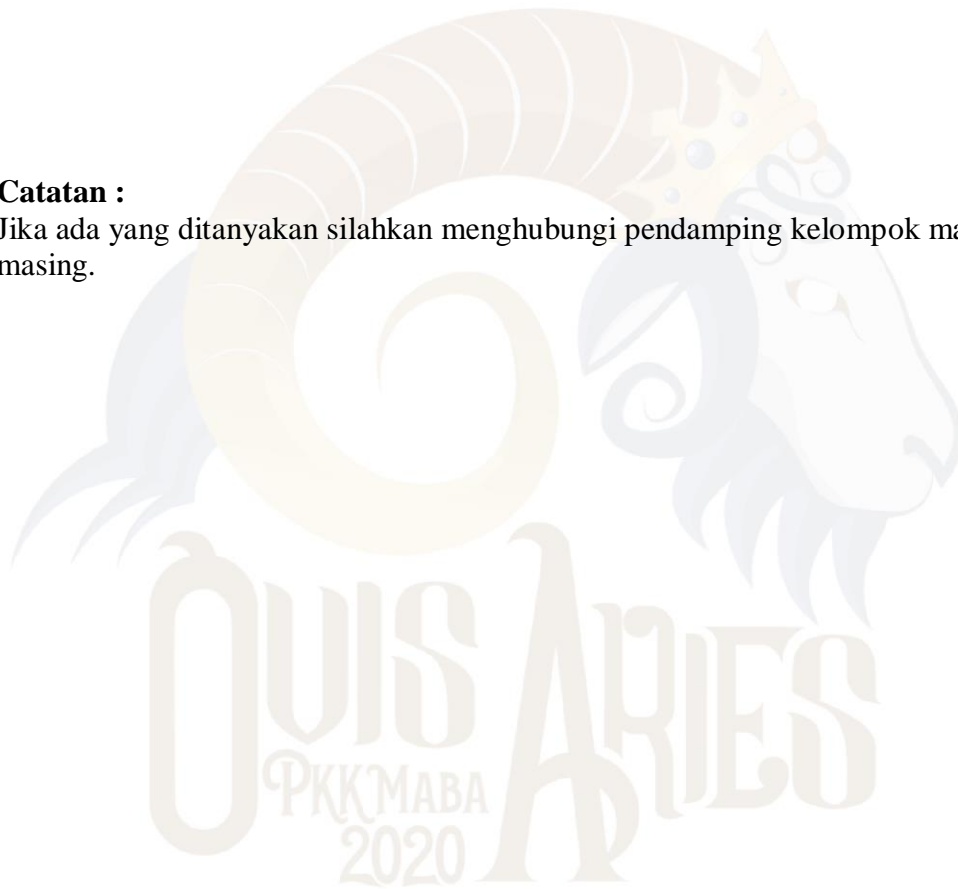 Catatan :
Jika ada yang ditanyakan silahkan menghubungi pendamping kelompok ma
masing.
OVIS ARIES
PKKMABA
2020